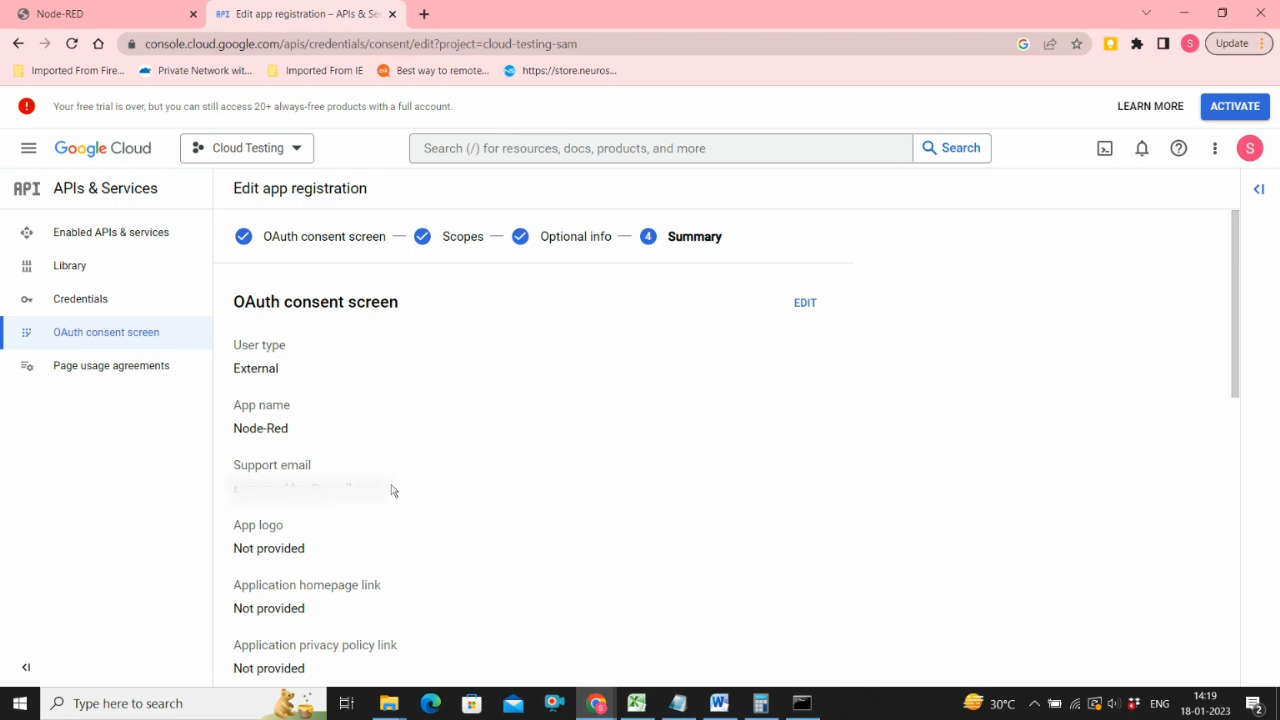 Node-RED
API Edit app registration – APIs & Se
console.cloud.google.com/apis/credentials/consent/edit?project=cloud-testing-sam
S
Update
Imported From Fire...
Private Network wit...
Imported From IE
Best way to remote...
https://store.neuros...
Your free trial is over, but you can still access 20+ always-free products with a full account.
LEARN MORE
ACTIVATE
Google Cloud
Cloud Testing
Search (/) for resources, docs, products, and more
Search
S
API APIs & Services
Edit app registration
Enabled APIs & services
Library
Credentials
OAuth consent screen
Page usage agreements
OAuth consent screen — Scopes — Optional info — 4 Summary
OAuth consent screen
EDIT
User type
External
App name
Node-Red
Support email
App logo
Not provided
Application homepage link
Not provided
Application privacy policy link
Not provided
Type here to search
30°C
ENG
14:19
18-01-2023
2